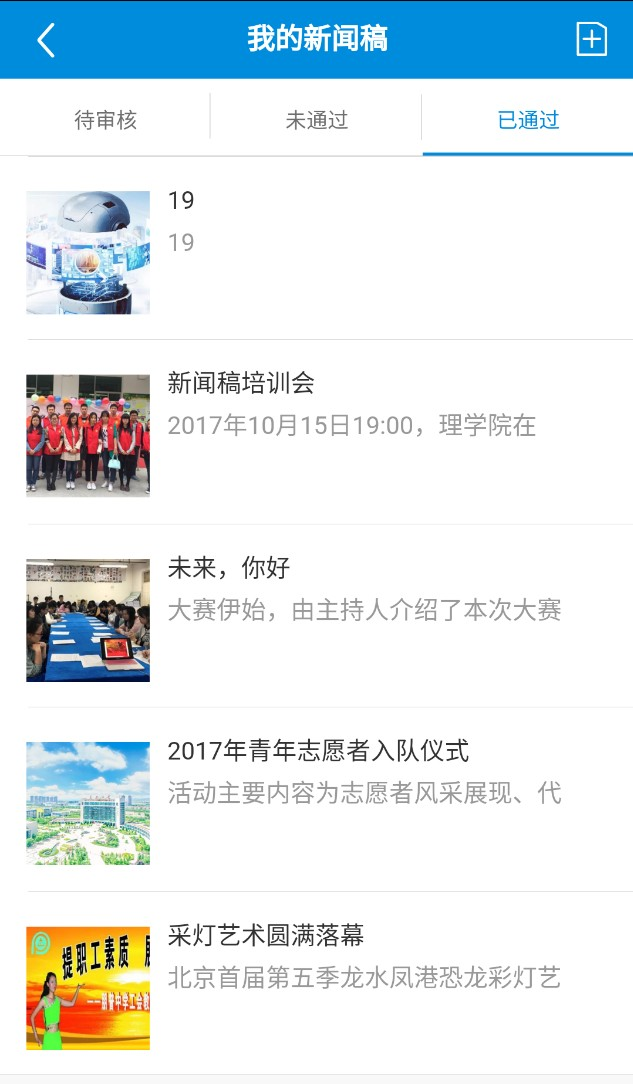 我的新闻稿
待审核
未通过
已通过
19
19
新闻稿培训会
2017年10月15日19:00，理学院在
未来，你好
大赛伊始，由主持人介绍了本次大赛
2017年青年志愿者入队仪式
活动主要内容为志愿者风采展现、代
采灯艺术圆满落幕
北京首届第五季龙水凤港恐龙彩灯艺
提职工素质